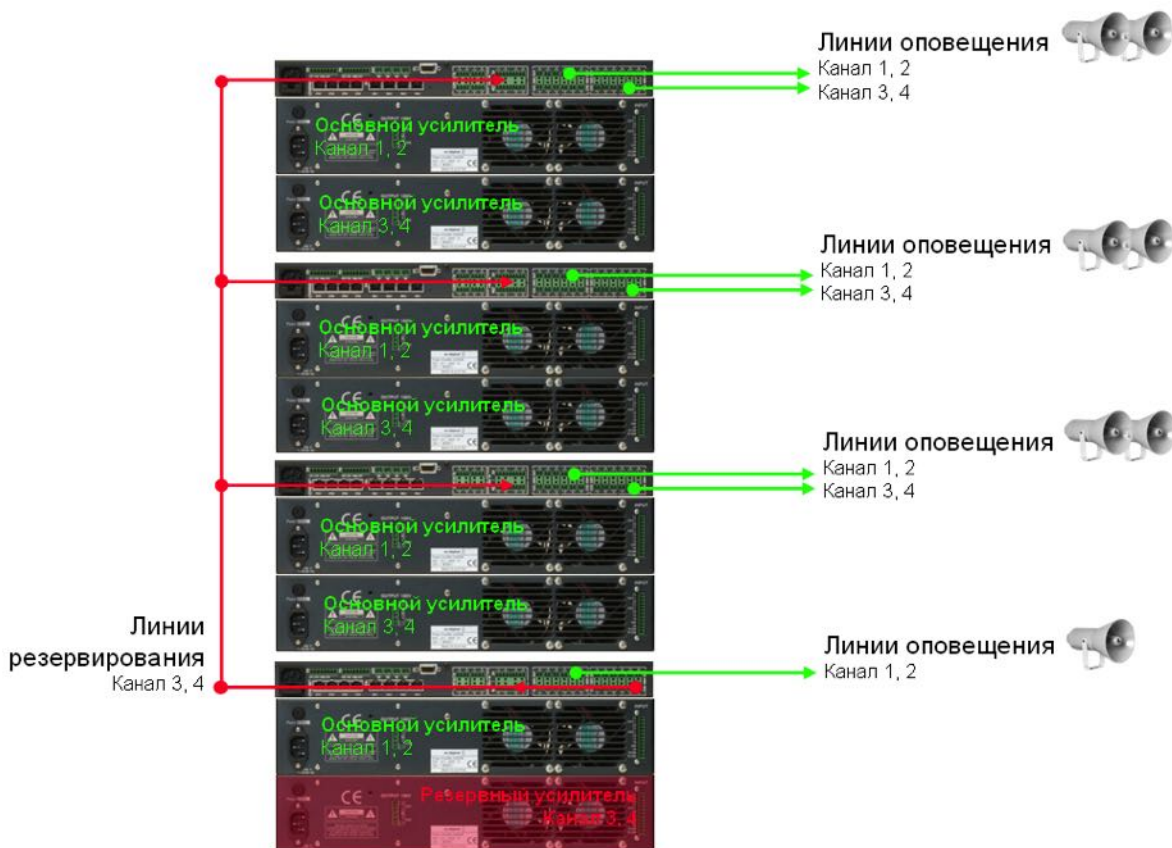 Линии оповещения
Канал 1, 2
Канал 3, 4
Основной усилитель
Канал 1, 2
Основной усилитель
Канал 3, 4
Линии оповещения
Канал 1, 2
Канал 3, 4
Основной усилитель
Канал 1, 2
Основной усилитель
Канал 3, 4
Линии оповещения
Канал 1, 2
Канал 3, 4
Основной усилитель
Канал 1, 2
Основной усилитель
Канал 3, 4
Линии
резервирования
Канал 3, 4
Линии оповещения
Канал 1, 2
Основной усилитель
Канал 1, 2
Резервный усилитель
Канал 3, 4